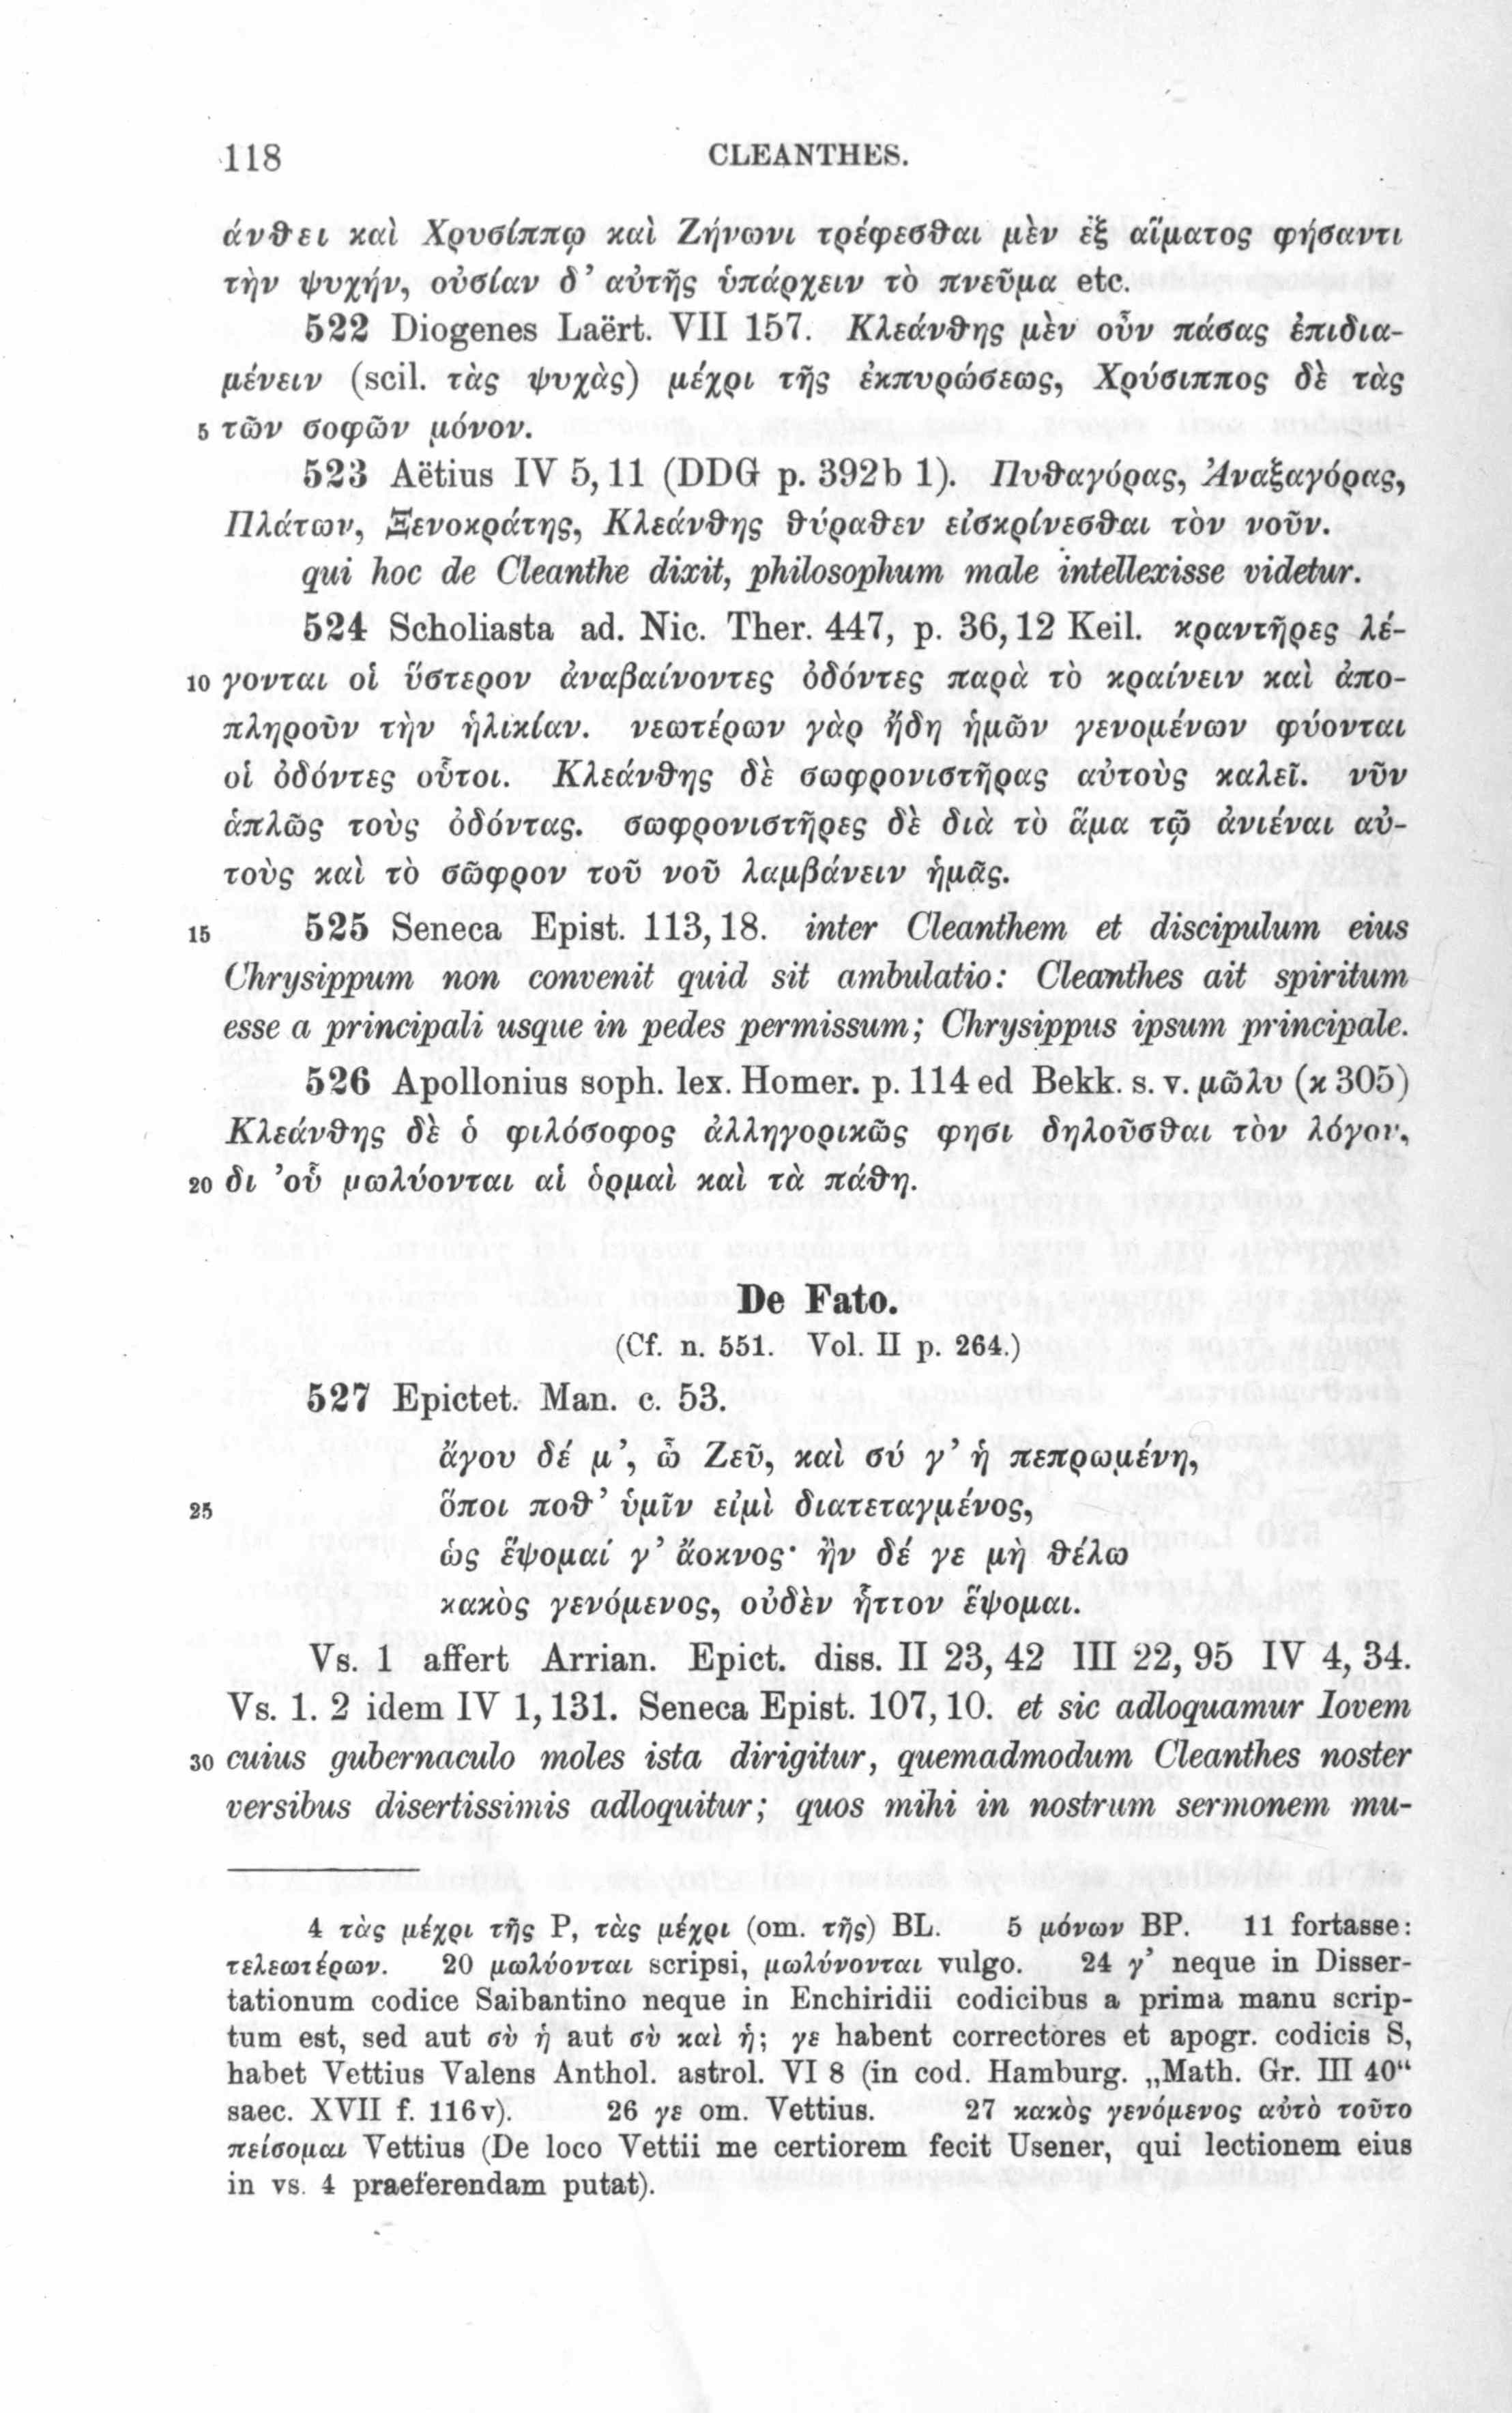 118 CLEANTHES.
άνθει καὶ Χρυσίππῳ καὶ Ζήνωνι τρέφεσθαι μὲν ἐξ αἵματος φήσαντι
τὴν ψυχήν, οὐσίαν δ’ αὐτῆς ὑπάρχειν τὸ πνεῦμα etc.
522 Diogenes Laërt. VII 157. Κλεάνθης μὲν οὖν πάσας ἐπιδια-
μένειν (scil. τὰς ψυχὰς) μέχρι τῆς ἐκπυρώσεως, Χρύσιππος δὲ τὰς
5 τῶν σοφῶν μόνον.
523 Aëtius IV 5, 11 (DDG p. 392b 1). Πυθαγόρας, Ἀναξαγόρας,
Πλάτων, Ξενοκράτης, Κλεάνθης θύραθεν εἰσκρίνεσθαι τὸν νοῦν.
qui hoc de Cleanthe dixit, philosophum male intellexisse videtur.
524 Scholiasta ad. Nic. Ther. 447, p. 36, 12 Keil. κραντῆρες λέ-
10 γονται οἱ ὕστερον ἀναβαίνοντες ὀδόντες παρὰ τὸ κραίνειν καὶ ἀπο-
πληροῦν τὴν ἡλικίαν. νεωτέρων γὰρ ἤδη ἡμῶν γενομένων φύονται
οἱ ὀδόντες οὗτοι. Κλεάνθης δὲ σωφρονιστῆρας αὐτοὺς καλεῖ. νῦν
ἁπλῶς τοὺς ὀδόντας. σωφρονιστῆρες δὲ διὰ τὸ ἅμα τῷ ἀνιέναι αὐ-
τοὺς καὶ τὸ σῶφρον τοῦ νοῦ λαμβάνειν ἡμᾶς.
15 525 Seneca Epist. 113, 18. inter Cleanthem et discipulum eius
Chrysippum non convenit quid sit ambulatio: Cleanthes ait spiritum
esse a principali usque in pedes permissum; Chrysippus ipsum principale.
526 Apollonius soph. lex. Homer. p. 114 ed Bekk. s. v. μῶλυ (κ 305)
Κλεάνθης δὲ ὁ φιλόσοφος ἀλληγορικῶς φησι δηλοῦσθαι τὸν λόγον,
20 δι ’οὗ μωλύονται αἱ ὁρμαὶ καὶ τὰ πάθη.
De Fato.
(Cf. n. 551. Vol. II p. 264.)
527 Epictet. Man. c. 53.
ἄγου δέ μ’, ὦ Ζεῦ, καὶ σύ γ’ ἡ πεπρωμένη,
25 ὅποι ποθ’ ὑμῖν εἰμὶ διατεταγμένος,
ὡς ἕψομαί γ’ ἄοκνος· ἢν δέ γε μὴ θέλω
κακὸς γενόμενος, οὐδὲν ἧττον ἕψομαι.
Vs. 1 affert Arrian. Epict. diss. II 23, 42 III 22, 95 IV 4, 34.
Vs. 1. 2 idem IV 1, 131. Seneca Epist. 107, 10. et sic adloquamur Iovem
30 cuius gubernaculo moles ista dirigitur, quemadmodum Cleanthes noster
versibus disertissimis adloquitur; quos mihi in nostrum sermonem mu-
4 τὰς μέχρι τῆς P, τὰς μέχρι (om. τῆς) BL. 5 μόνων BP. 11 fortasse:
τελεωτέρων. 20 μωλύονται scripsi, μωλύνονται vulgo. 24 γ’ neque in Disser-
tationum codice Saibantino neque in Enchiridii codicibus a prima manu scrip-
tum est, sed aut σὺ ἡ aut σὺ καὶ ἡ; γε habent correctores et apogr. codicis S,
habet Vettius Valens Anthol. astrol. VI 8 (in cod. Hamburg. „Math. Gr. III 40“
saec. XVII f. 116v). 26 γε om. Vettius. 27 κακὸς γενόμενος αὐτὸ τοῦτο
πείσομαι Vettius (De loco Vettii me certiorem fecit Usener, qui lectionem eius
in vs. 4 praeferendam putat).